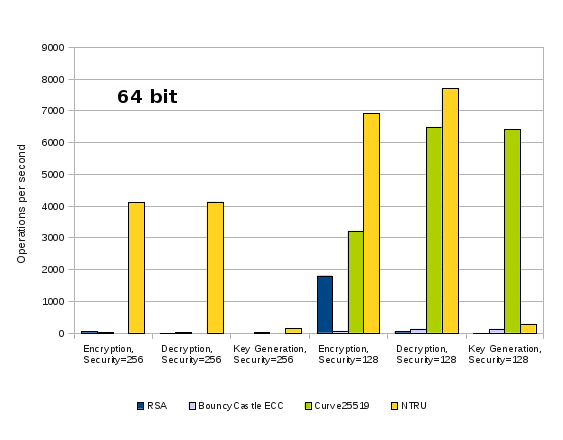 64 bit
Operations per second
9000
8000
7000
6000
5000
4000
3000
2000
1000
0
Encryption,
Security=256
Decryption,
Security=256
Key Generation,
Security=256
Encryption,
Security=128
Decryption,
Security=128
Key Generation,
Security=128
RSA
BouncyCastle ECC
Curve25519
NTRU